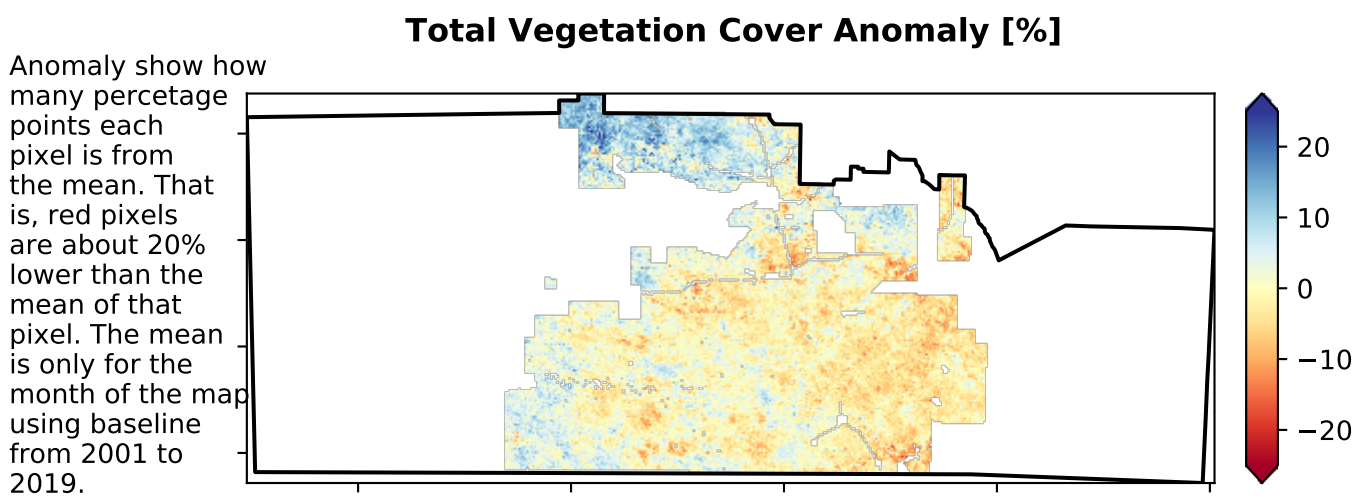 Total Vegetation Cover Anomaly [%]
Anomaly show how
many percetage
points each
pixel is from
the mean. That
is, red pixels
are about 20%
lower than the
mean of that
pixel. The mean
is only for the
month of the map
using baseline
from 2001 to
2019.
20
10
0
−10
−20